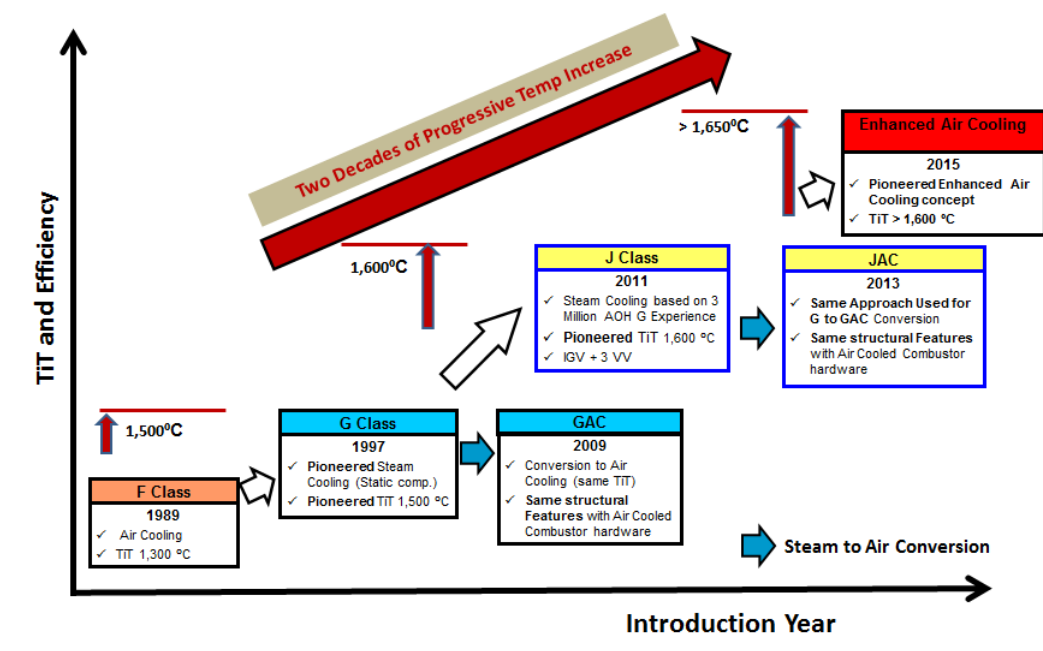 Two Decades of Progressive Temp Increase
> 1,650⁰C
Enhanced Air Cooling
2015
✓ Pioneered Enhanced Air
Cooling concept
✓ TiT > 1,600 ºC
1,600⁰C
J Class
2011
✓ Steam Cooling based on 3
Million AOH G Experience
✓ Pioneered TiT 1,600 ºC
✓ IGV + 3 VV
JAC
2013
✓ Same Approach Used for
G to GAC Conversion
✓ Same structural Features
with Air Cooled Combustor
hardware
TiT and Efficiency
1,500⁰C
G Class
1997
✓ Pioneered Steam
Cooling (Static comp.)
✓ Pioneered TiT 1,500 ºC
GAC
2009
✓ Conversion to Air
Cooling (same TiT)
✓ Same structural
Features with Air Cooled
Combustor hardware
F Class
1989
✓ Air Cooling
✓ TiT 1,300 ºC
Steam to Air Conversion
Introduction Year